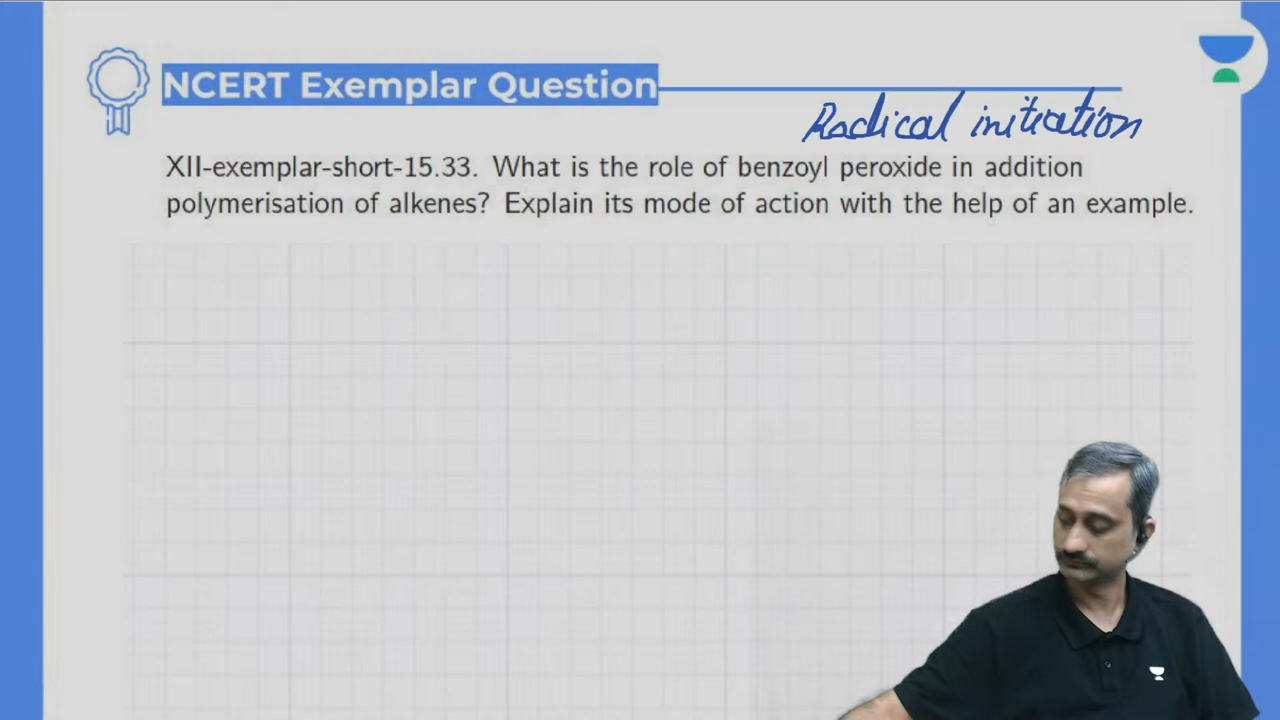 NCERT Exemplar Question
Radical initiation
XII-exemplar-short-15.33. What is the role of benzoyl peroxide in addition
polymerisation of alkenes? Explain its mode of action with the help of an example.